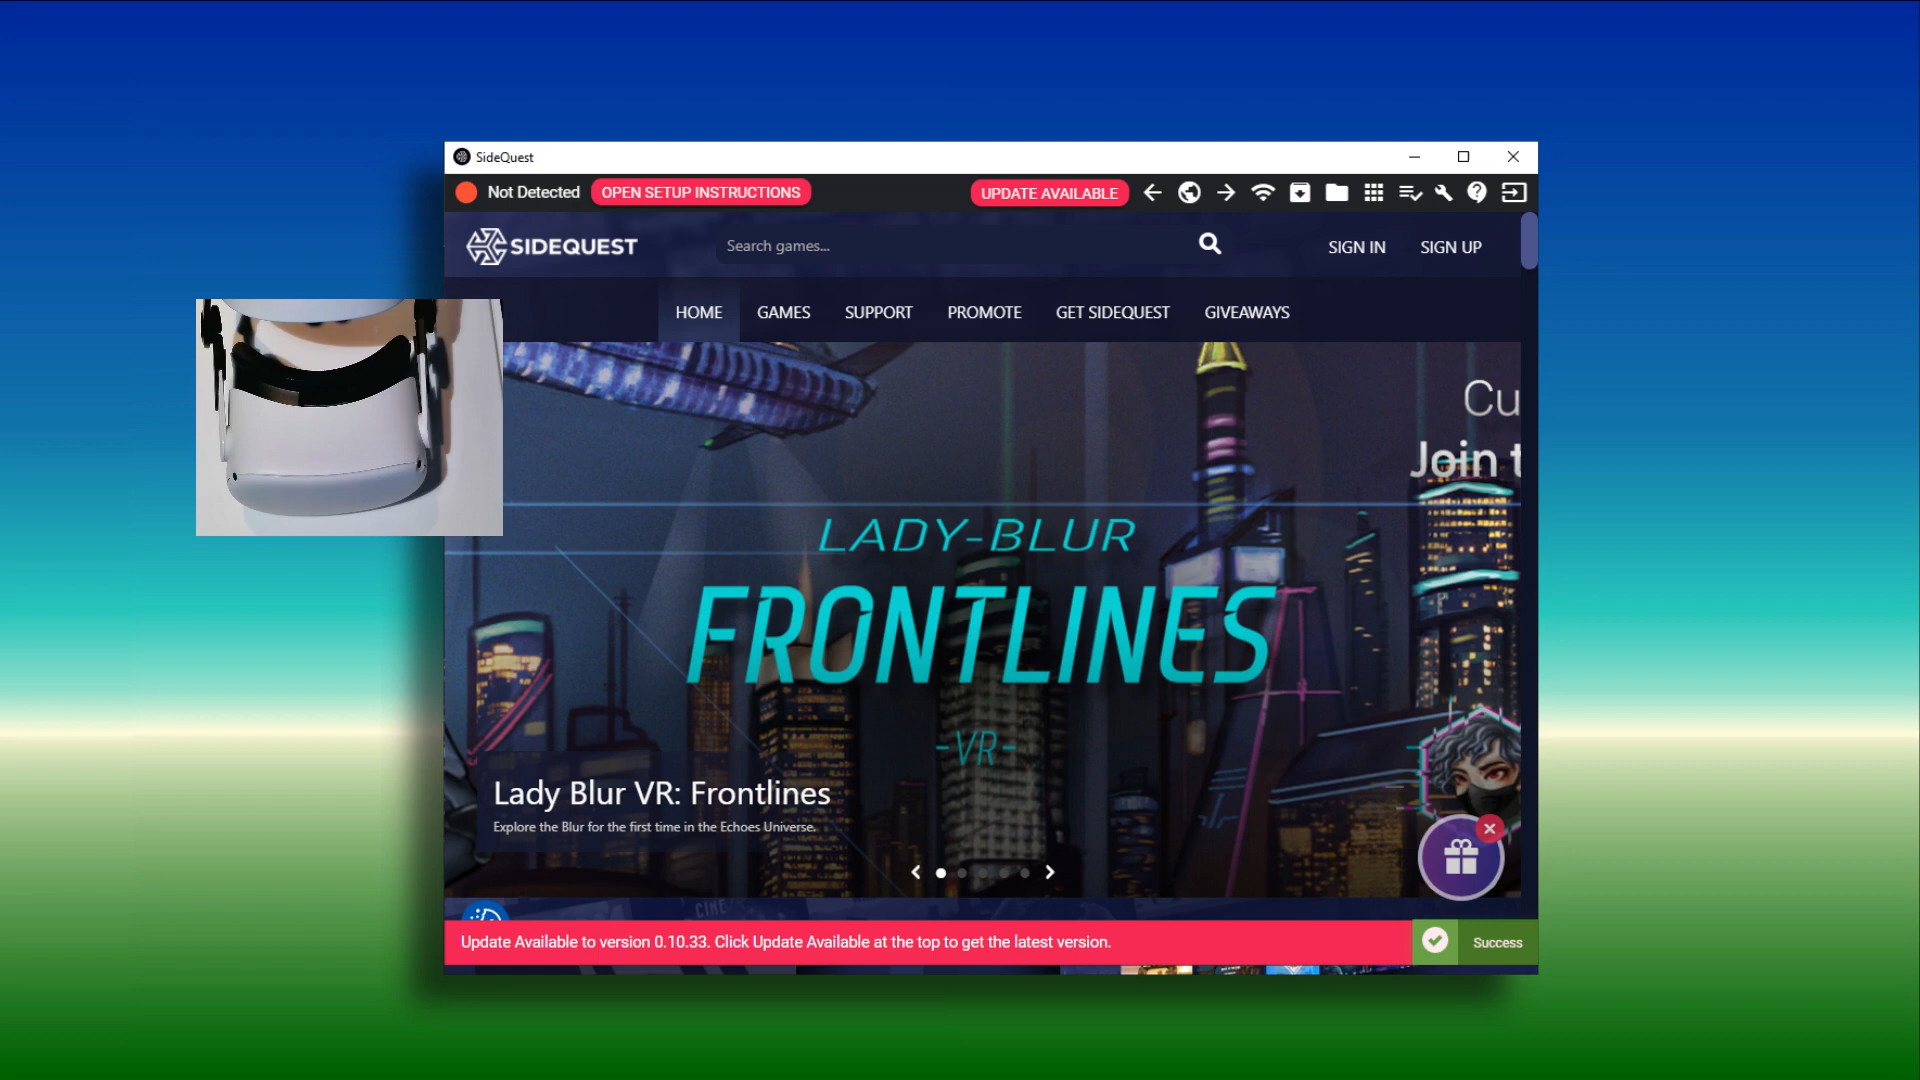 SideQuest
Not Detected OPEN SETUP INSTRUCTIONS UPDATE AVAILABLE
SIDEQUEST Search games... SIGN IN SIGN UP
HOME GAMES SUPPORT PROMOTE GET SIDEQUEST GIVEAWAYS
Cu
Join t
LADY-BLUR
FRONTLINES
-VR-
Lady Blur VR: Frontlines
Explore the Blur for the first time in the Echoes Universe.
Update Available to version 0.10.33. Click Update Available at the top to get the latest version. Success